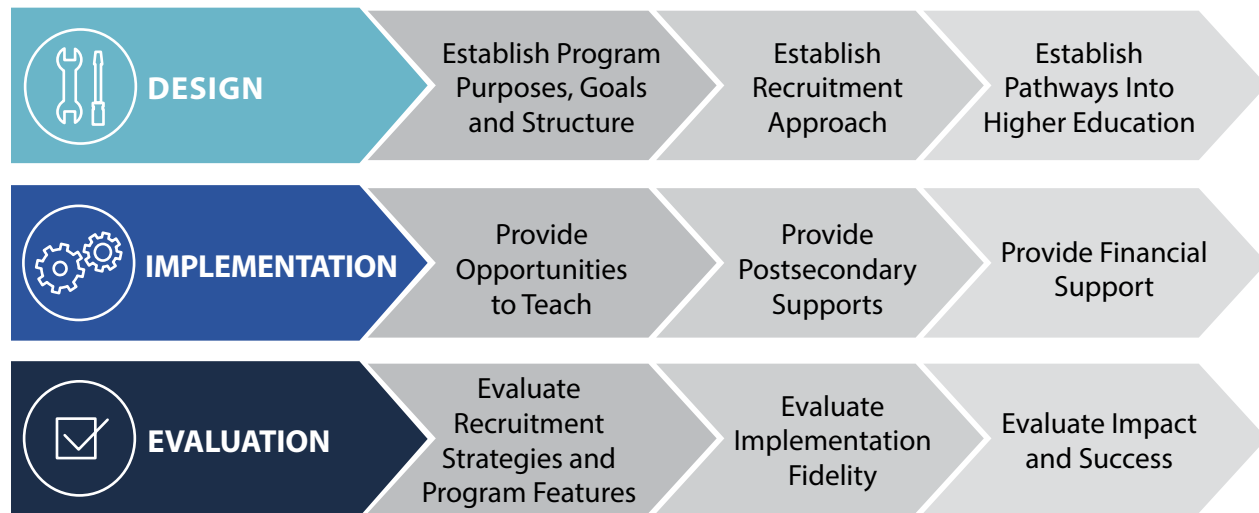 DESIGN
Establish Program
Purposes, Goals
and Structure
Establish
Recruitment
Approach
Establish
Pathways Into
Higher Education
IMPLEMENTATION
Provide
Opportunities
to Teach
Provide
Postsecondary
Supports
Provide Financial
Support
EVALUATION
Evaluate
Recruitment
Strategies and
Program Features
Evaluate
Implementation
Fidelity
Evaluate Impact
and Success